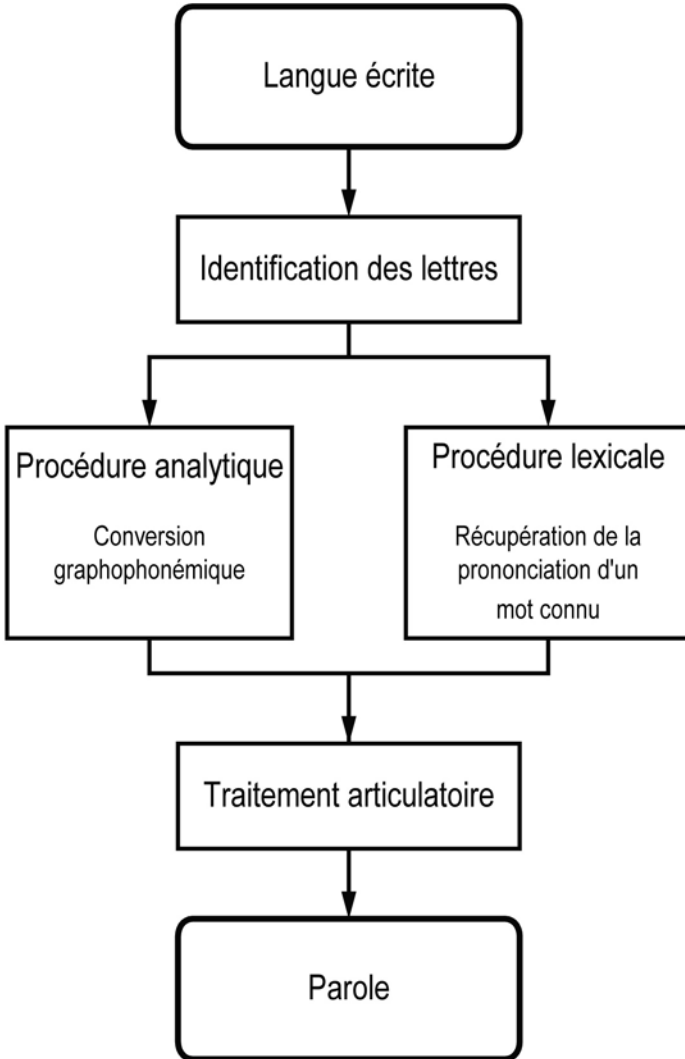 Langue écrite
Identification des lettres
Procédure analytique
Conversion
graphophonémique
Procédure lexicale
Récupération de la
prononciation d'un
mot connu
Traitement articulatoire
Parole